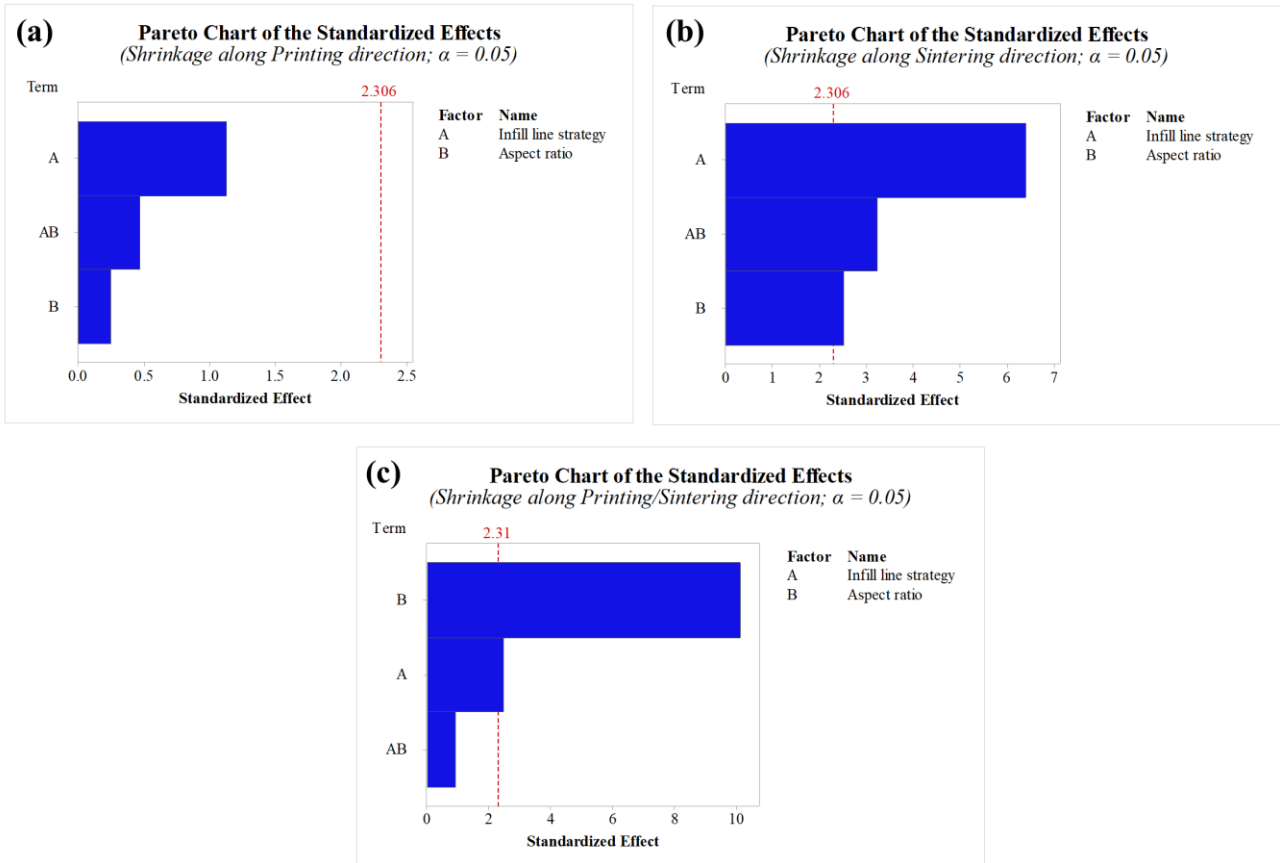 (a)
Pareto Chart of the Standardized Effects
(Shrinkage along Printing direction; α = 0.05)
Term
2.306
Factor Name
A Infill line strategy
B Aspect ratio
A
AB
B
0.0 0.5 1.0 1.5 2.0 2.5
Standardized Effect
(b)
Pareto Chart of the Standardized Effects
(Shrinkage along Sintering direction; α = 0.05)
Term
2.306
Factor Name
A Infill line strategy
B Aspect ratio
A
AB
B
0 1 2 3 4 5 6 7
Standardized Effect
(c)
Pareto Chart of the Standardized Effects
(Shrinkage along Printing/Sintering direction; α = 0.05)
Term
2.31
Factor Name
A Infill line strategy
B Aspect ratio
B
A
AB
0 2 4 6 8 10
Standardized Effect